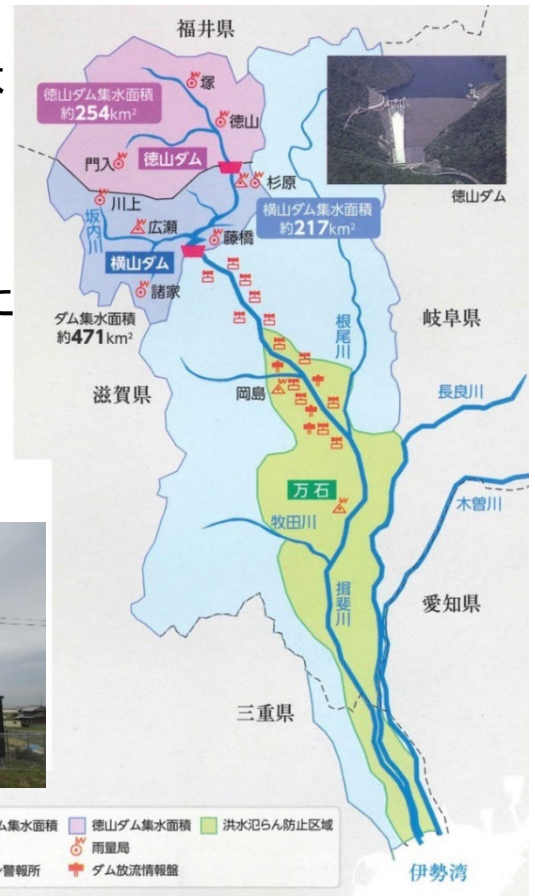 福井県
塚
徳山ダム集水面積
約254km²
徳山
門入
徳山ダム
杉原
徳山ダム
川上
坂内川
広瀬
横山ダム集水面積
約217km²
藤橋
横山ダム
諸家
に
ダム集水面積
約471km²
根尾川
岐阜県
滋賀県
岡島
長良川
万石
木曽川
牧田川
揖斐川
愛知県
三重県
ム集水面積
徳山ダム集水面積
洪水氾らん防止区域
雨量局
警報所
ダム放流情報盤
伊勢湾